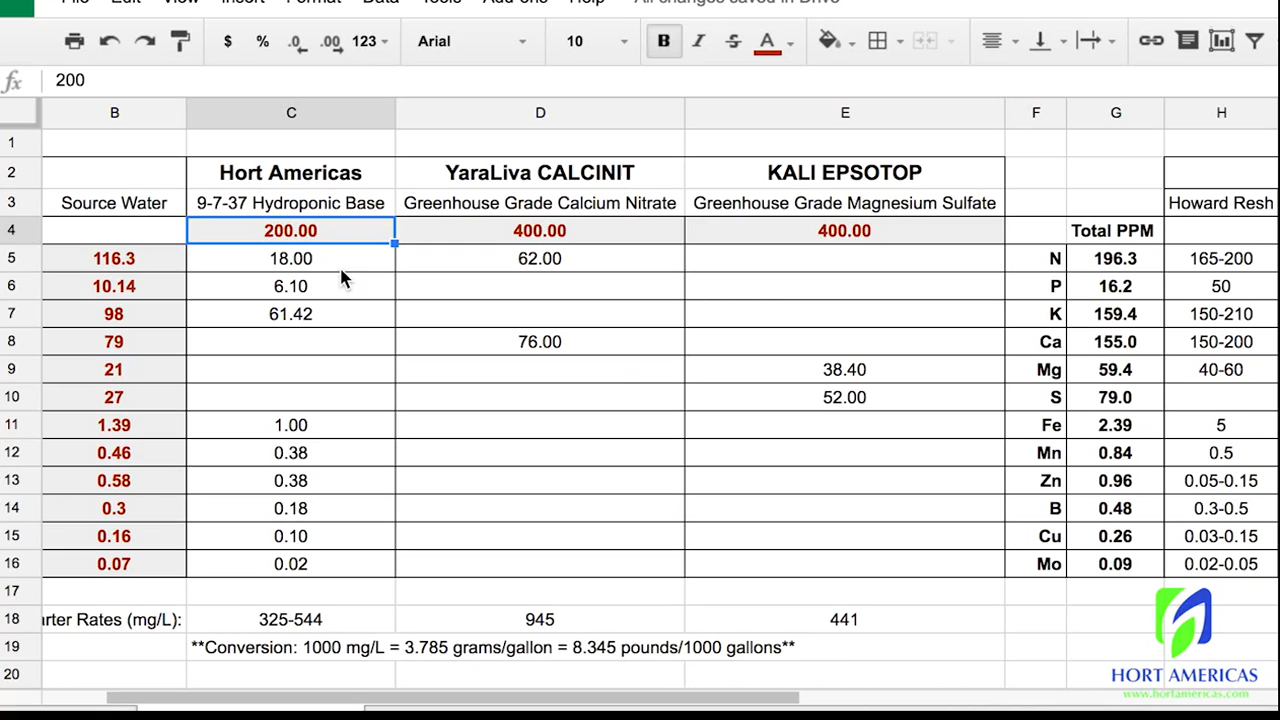 File Edit View Insert Format Data Tools Add-ons Help All changes saved in Drive
$ % .0 .00 123 Arial 10 B I S A
fx 200
B C D E F G H
1
2 Hort Americas YaraLiva CALCINIT KALI EPSOTOP
3 Source Water 9-7-37 Hydroponic Base Greenhouse Grade Calcium Nitrate Greenhouse Grade Magnesium Sulfate Howard Resh
4 200.00 400.00 400.00 Total PPM
5 116.3 18.00 62.00 N 196.3 165-200
6 10.14 6.10 P 16.2 50
7 98 61.42 K 159.4 150-210
8 79 76.00 Ca 155.0 150-200
9 21 38.40 Mg 59.4 40-60
10 27 52.00 S 79.0
11 1.39 1.00 Fe 2.39 5
12 0.46 0.38 Mn 0.84 0.5
13 0.58 0.38 Zn 0.96 0.05-0.15
14 0.3 0.18 B 0.48 0.3-0.5
15 0.16 0.10 Cu 0.26 0.03-0.15
16 0.07 0.02 Mo 0.09 0.02-0.05
17
18 arter Rates (mg/L): 325-544 945 441
19 **Conversion: 1000 mg/L = 3.785 grams/gallon = 8.345 pounds/1000 gallons**
20
HORT AMERICAS
www.hortamericas.com